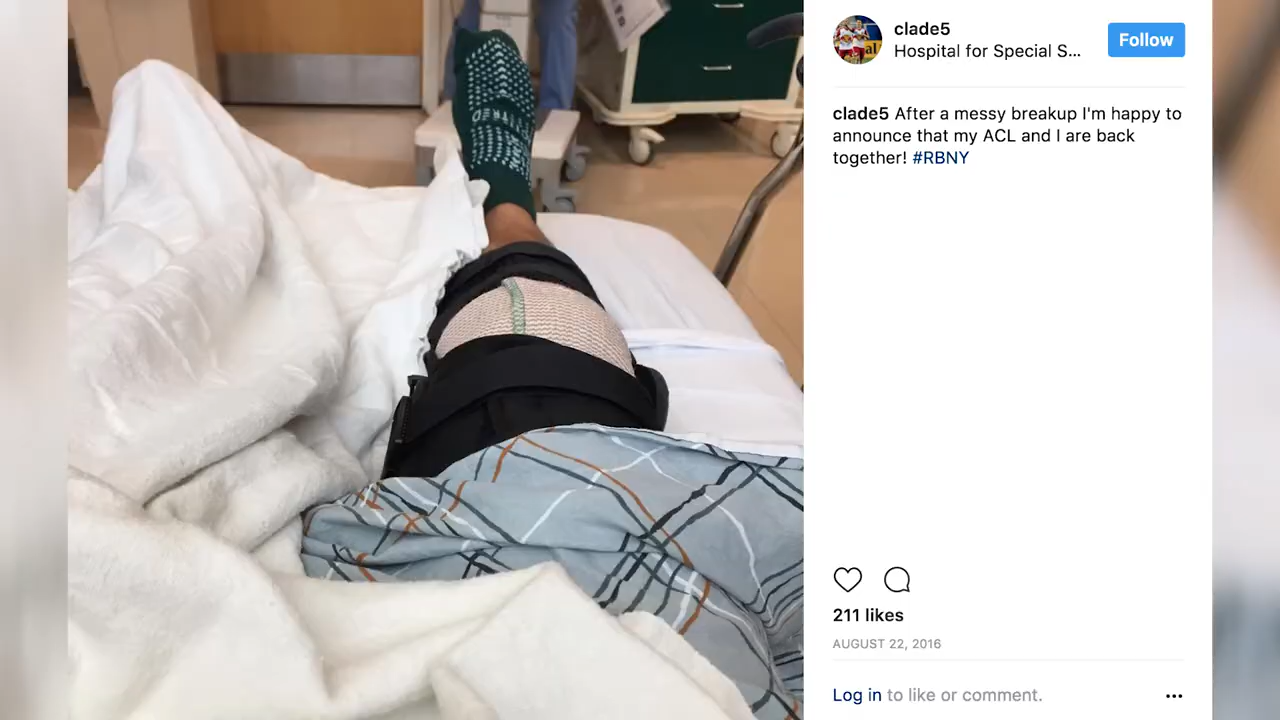 clade5
Hospital for Special S...
Follow
clade5 After a messy breakup I'm happy to
announce that my ACL and I are back
together! #RBNY
211 likes
AUGUST 22, 2016
Log in to like or comment.